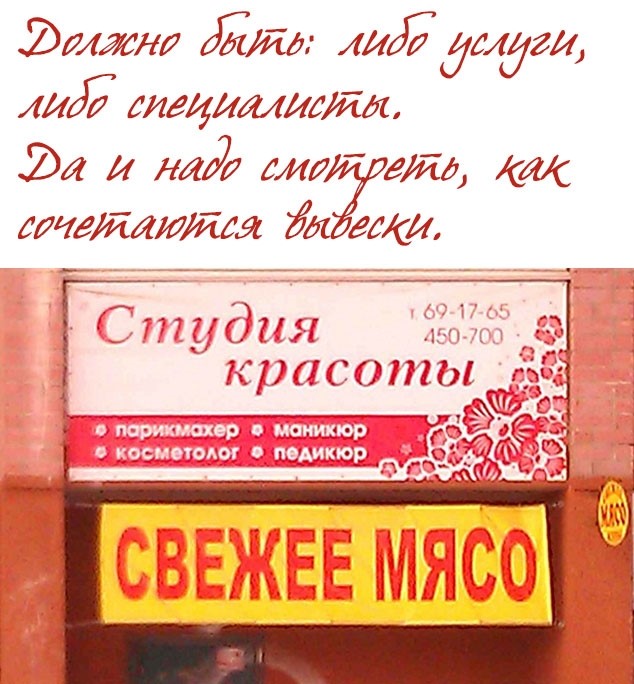 Должно быть: либо услуги,
либо специалисты.
Да и надо смотреть, как
сочетаются вывески.
Студия
красоты
т. 69-17-65
450-700
парикмахер маникюр
косметолог педикюр
СВЕЖЕЕ МЯСО
МЯСО